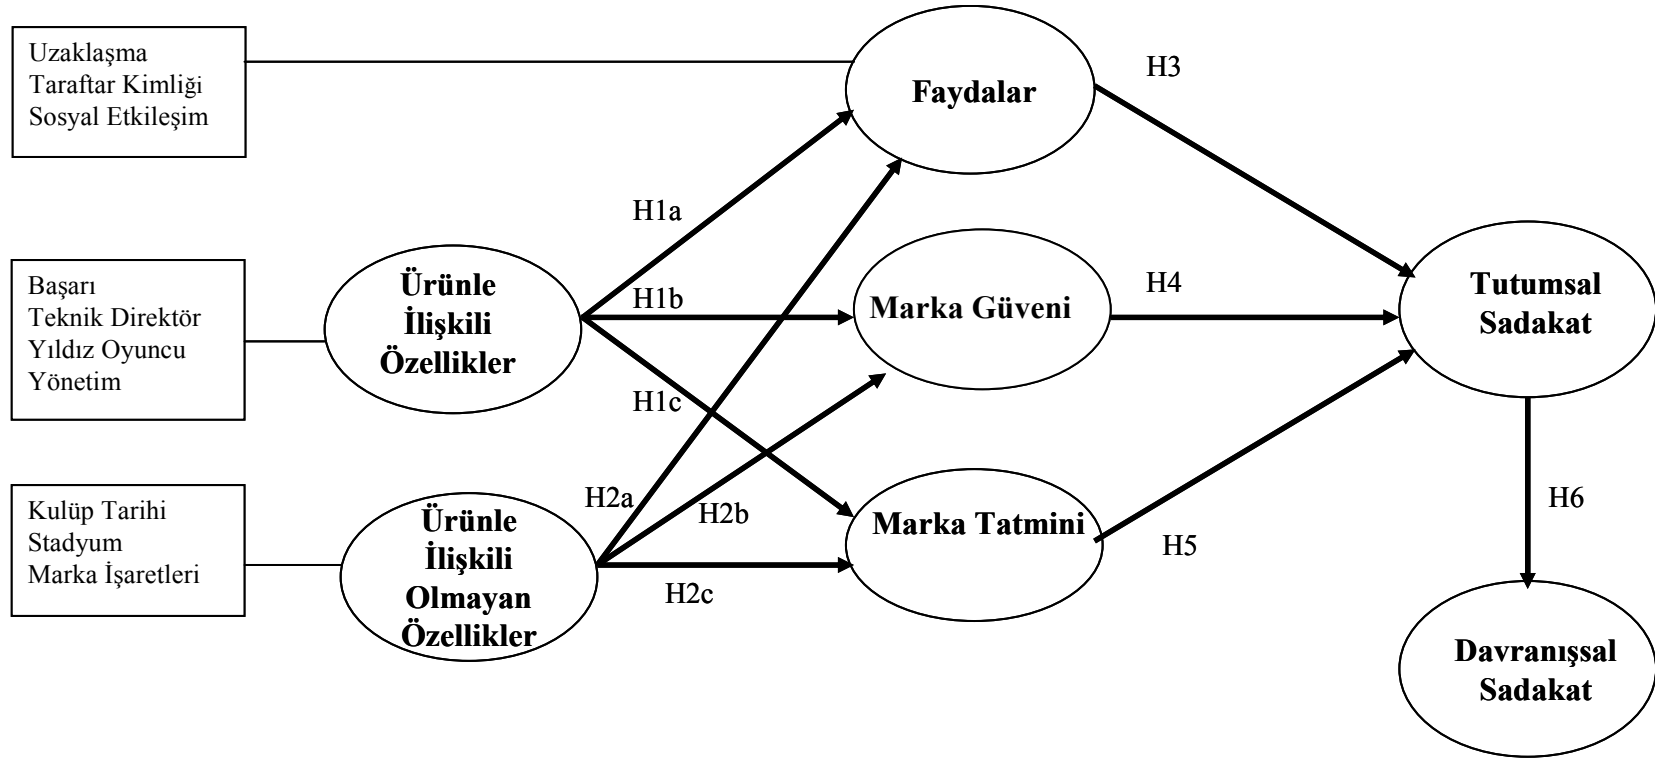 Uzaklaşma
Taraftar Kimliği
Sosyal Etkileşim
Faydalar
H3
H1a
Başarı
Teknik Direktör
Yıldız Oyuncu
Yönetim
Ürünle
İlişkili
Özellikler
H1b
Marka Güveni
H4
Tutumsal
Sadakat
H1c
Kulüp Tarihi
Stadyum
Marka İşaretleri
Ürünle
İlişkili
Olmayan
Özellikler
H2a
H2b
H2c
Marka Tatmini
H5
H6
Davranışsal
Sadakat